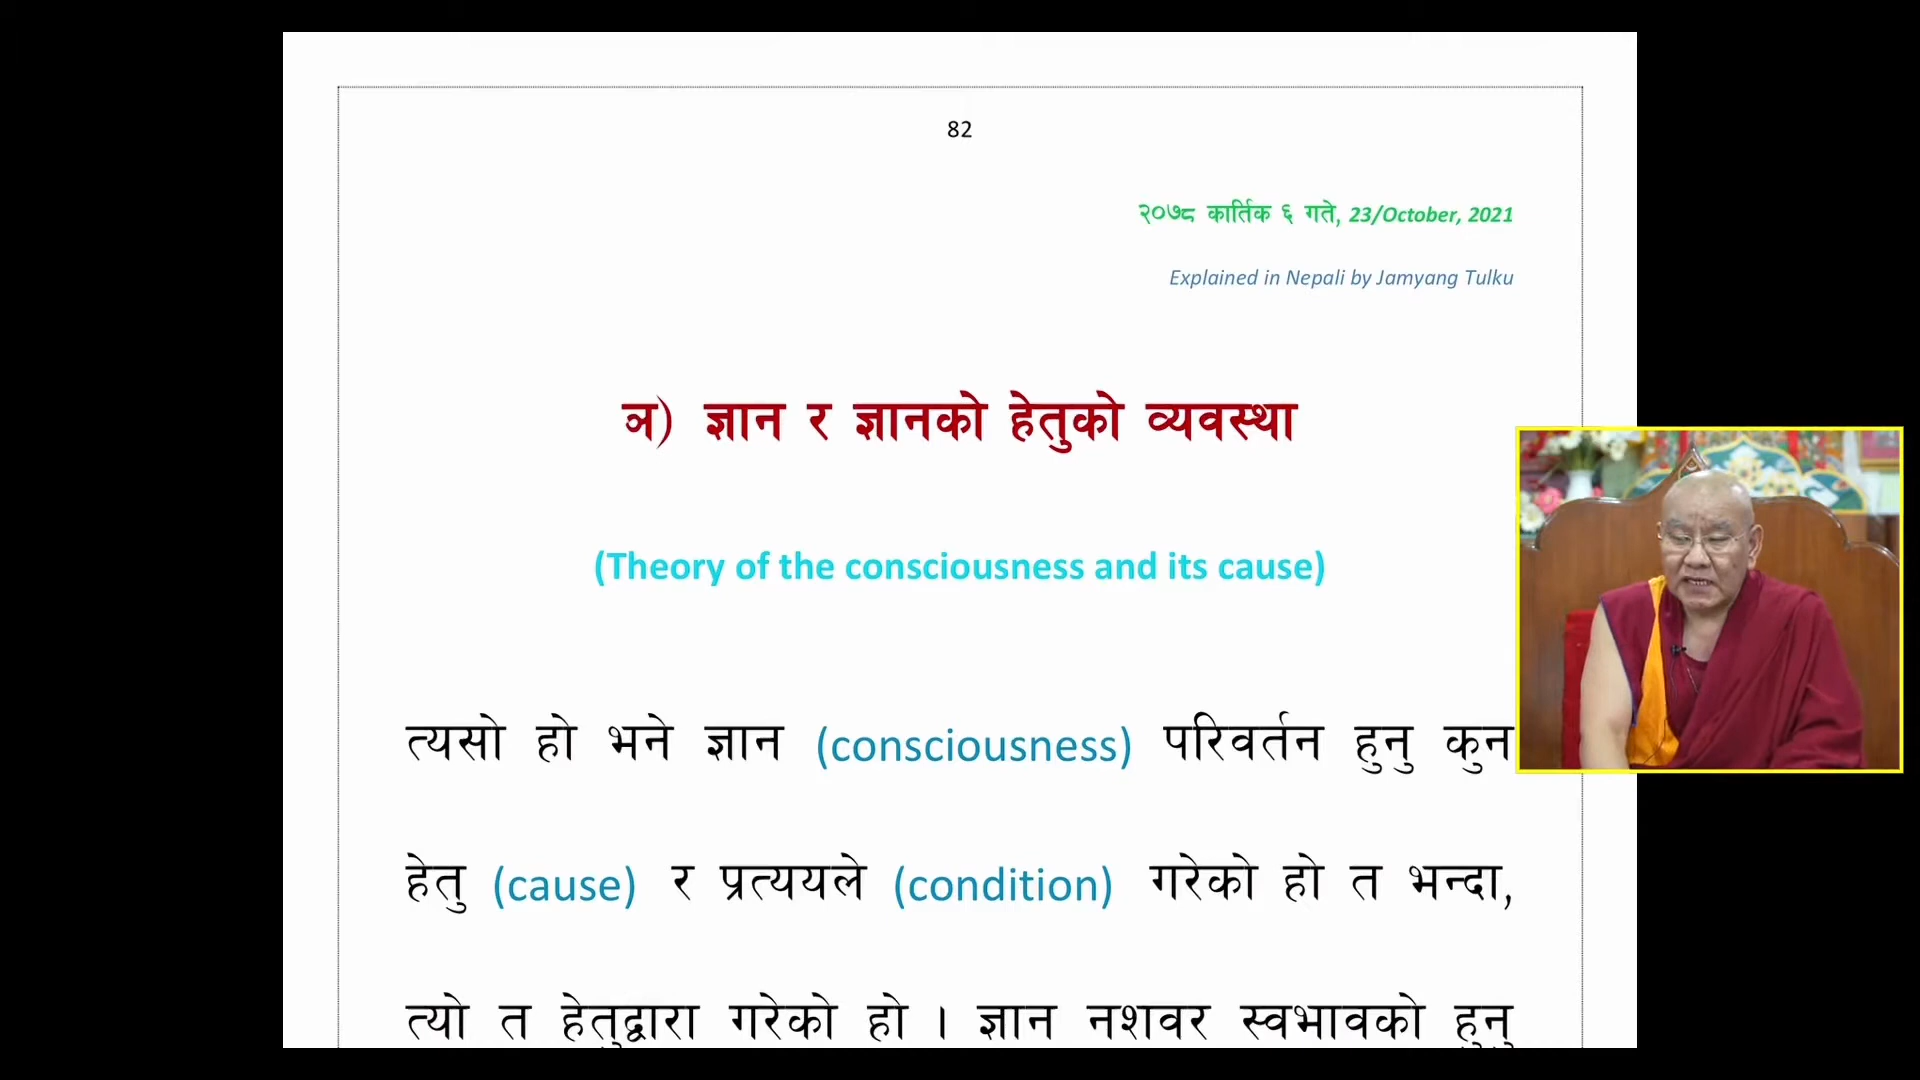 82
२०७८ कार्तिक ६ गते, 23/October, 2021
Explained in Nepali by Jamyang Tulku
ञ) ज्ञान र ज्ञानको हेतुको व्यवस्था
(Theory of the consciousness and its cause)
त्यसो हो भने ज्ञान (consciousness) परिवर्तन हुनु कुन
हेतु (cause) र प्रत्ययले (condition) गरेको हो त भन्दा,
त्यो त हेतुद्वारा गरेको हो । ज्ञान नशवर स्वभावको हुनु